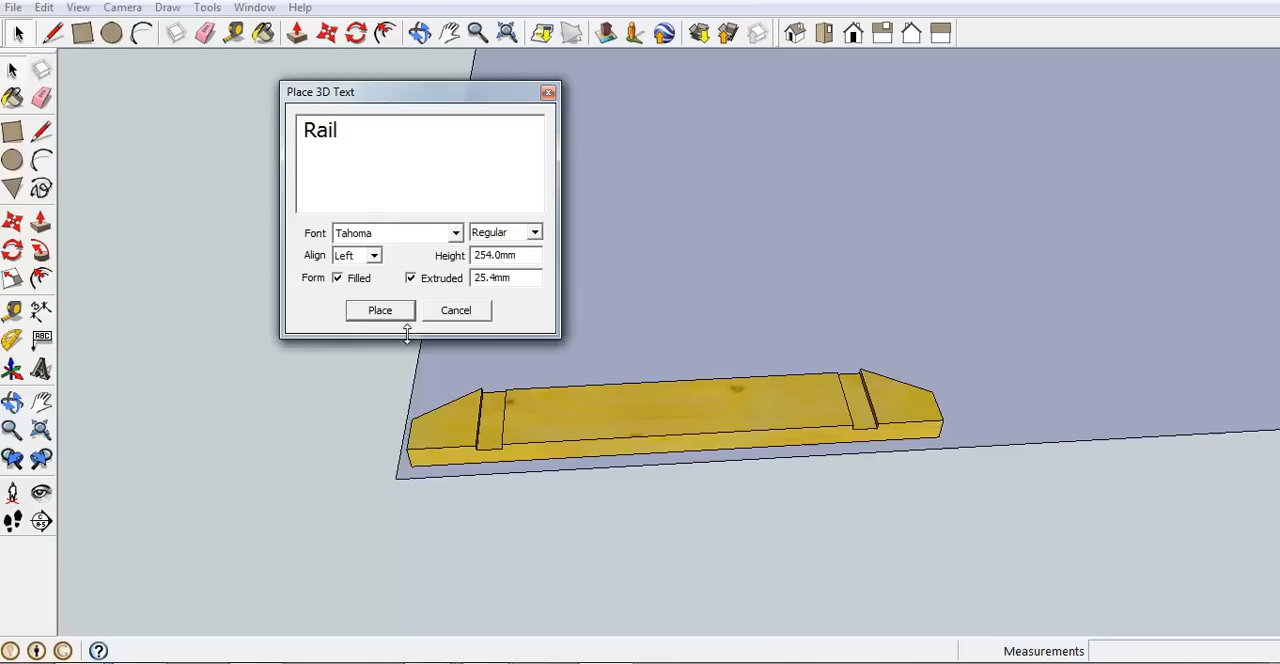 File Edit View Camera Draw Tools Window Help
Place 3D Text
Rail
Font Tahoma Regular
Align Left Height 254.0mm
Form Filled Extruded 25.4mm
Place Cancel
ABC
A
Measurements